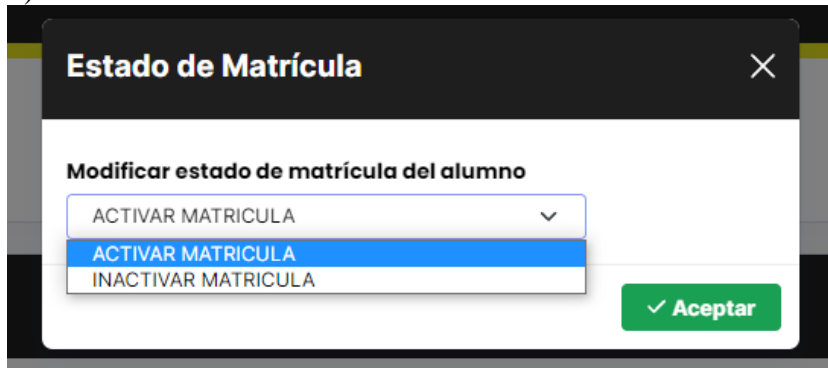 Estado de Matrícula
Modificar estado de matrícula del alumno
ACTIVAR MATRICULA
ACTIVAR MATRICULA
INACTIVAR MATRICULA
Aceptar